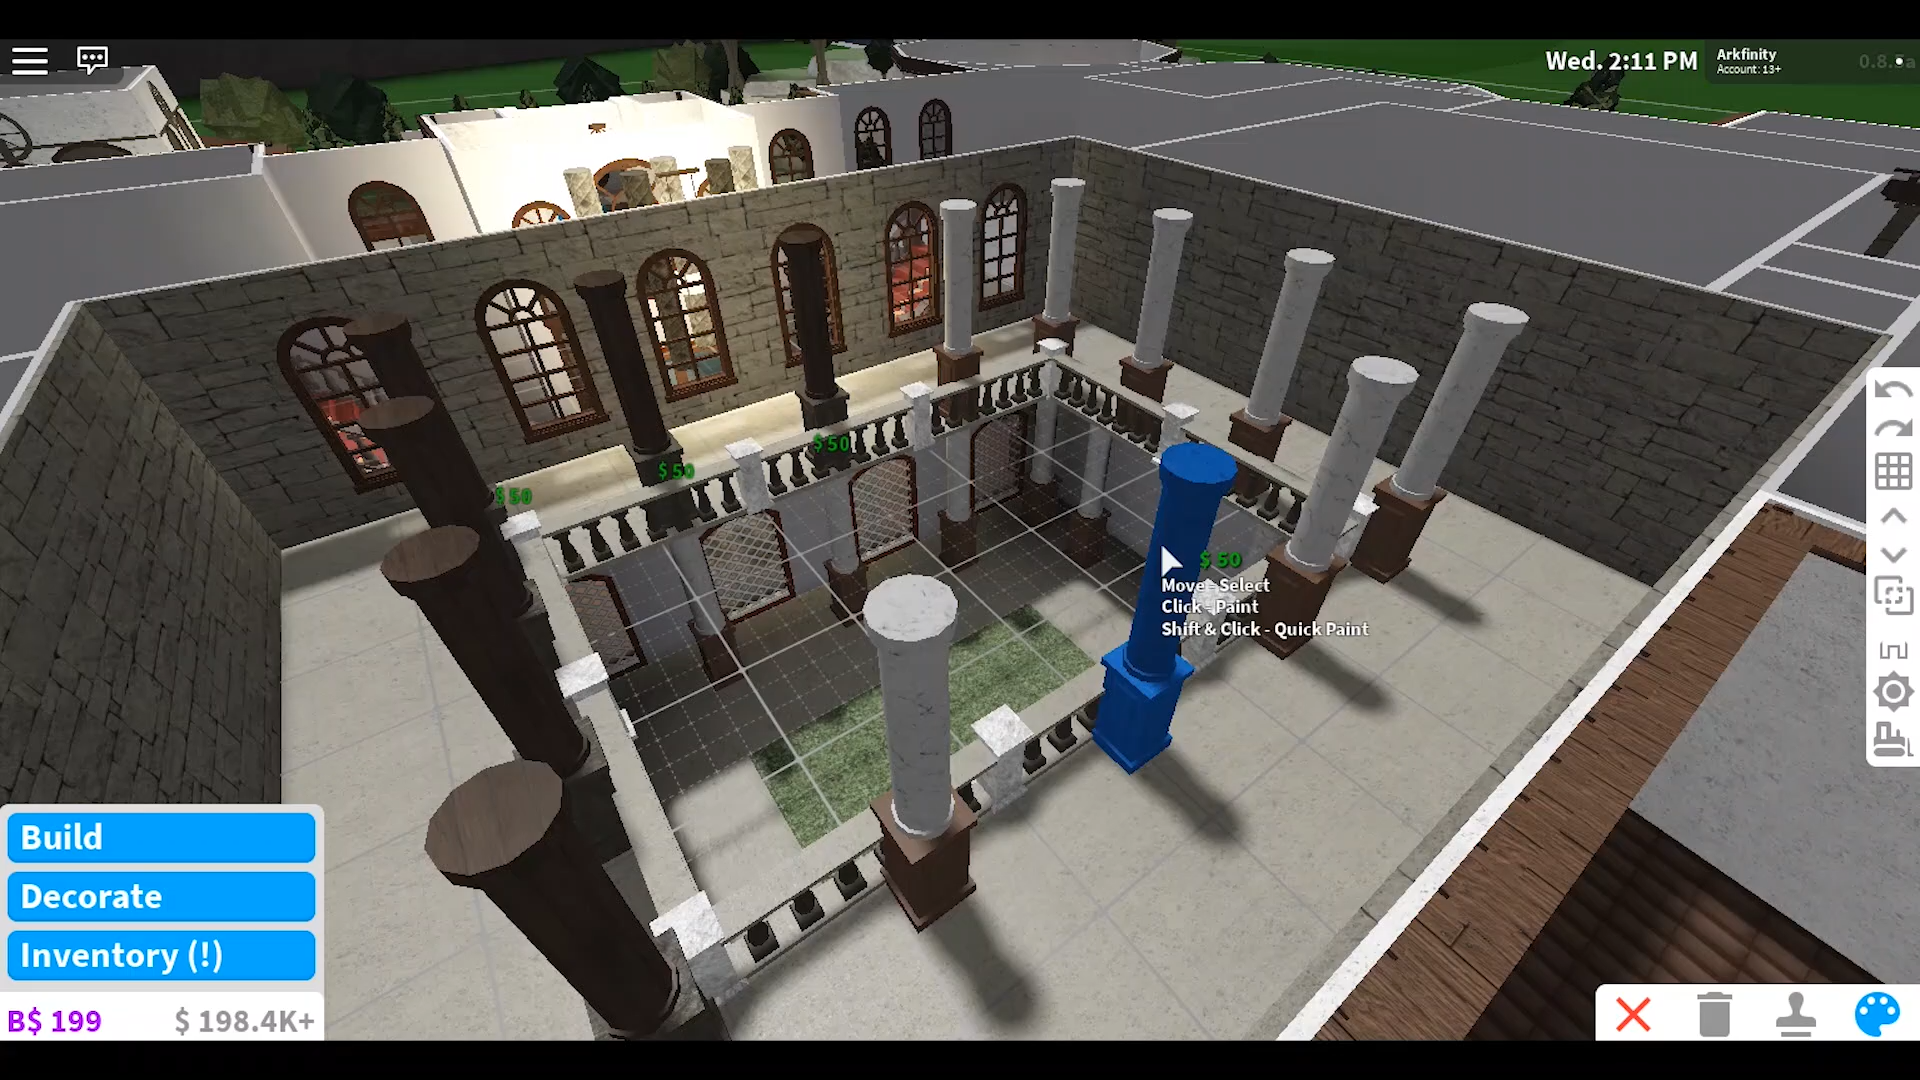 Wed. 2:11 PM
Arkfinity
Account: 13+
$ 50
$ 50
$ 50
$ 50
Move - Select
Click - Paint
Shift & Click - Quick Paint
Build
Decorate
Inventory (!)
B$ 199
$ 198.4K+